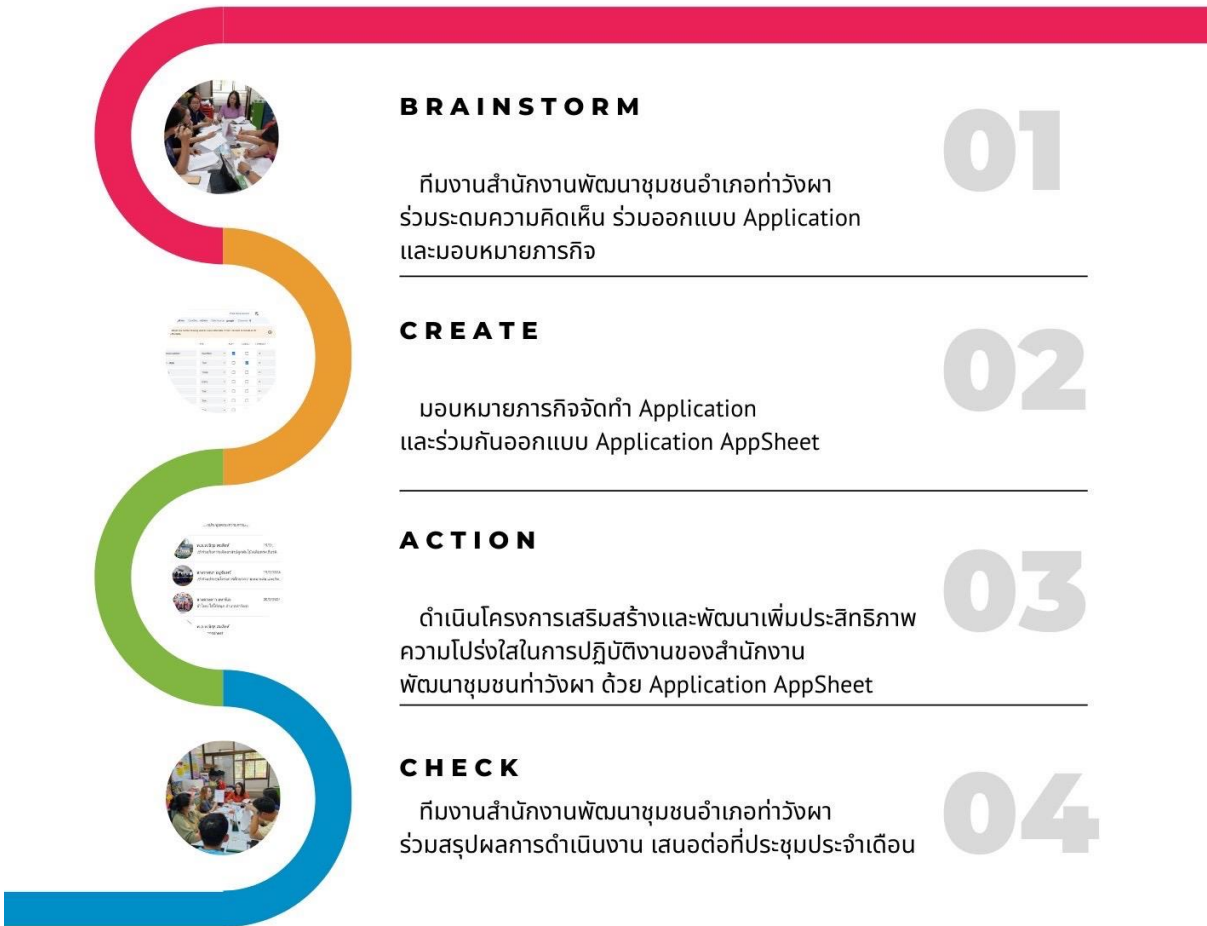 BRAINSTORM
01
ทีมงานสำนักงานพัฒนาชุมชนอำเภอท่าวังผา
ร่วมระดมความคิดเห็น ร่วมออกแบบ Application
และมอบหมายภารกิจ
CREATE
02
มอบหมายภารกิจจัดทำ Application
และร่วมกันออกแบบ Application AppSheet
ACTION
03
ดำเนินโครงการเสริมสร้างและพัฒนาเพิ่มประสิทธิภาพ
ความโปร่งใสในการปฏิบัติงานของสำนักงาน
พัฒนาชุมชนท่าวังผา ด้วย Application AppSheet
CHECK
04
ทีมงานสำนักงานพัฒนาชุมชนอำเภอท่าวังผา
ร่วมสรุปผลการดำเนินงาน เสนอต่อที่ประชุมประจำเดือน